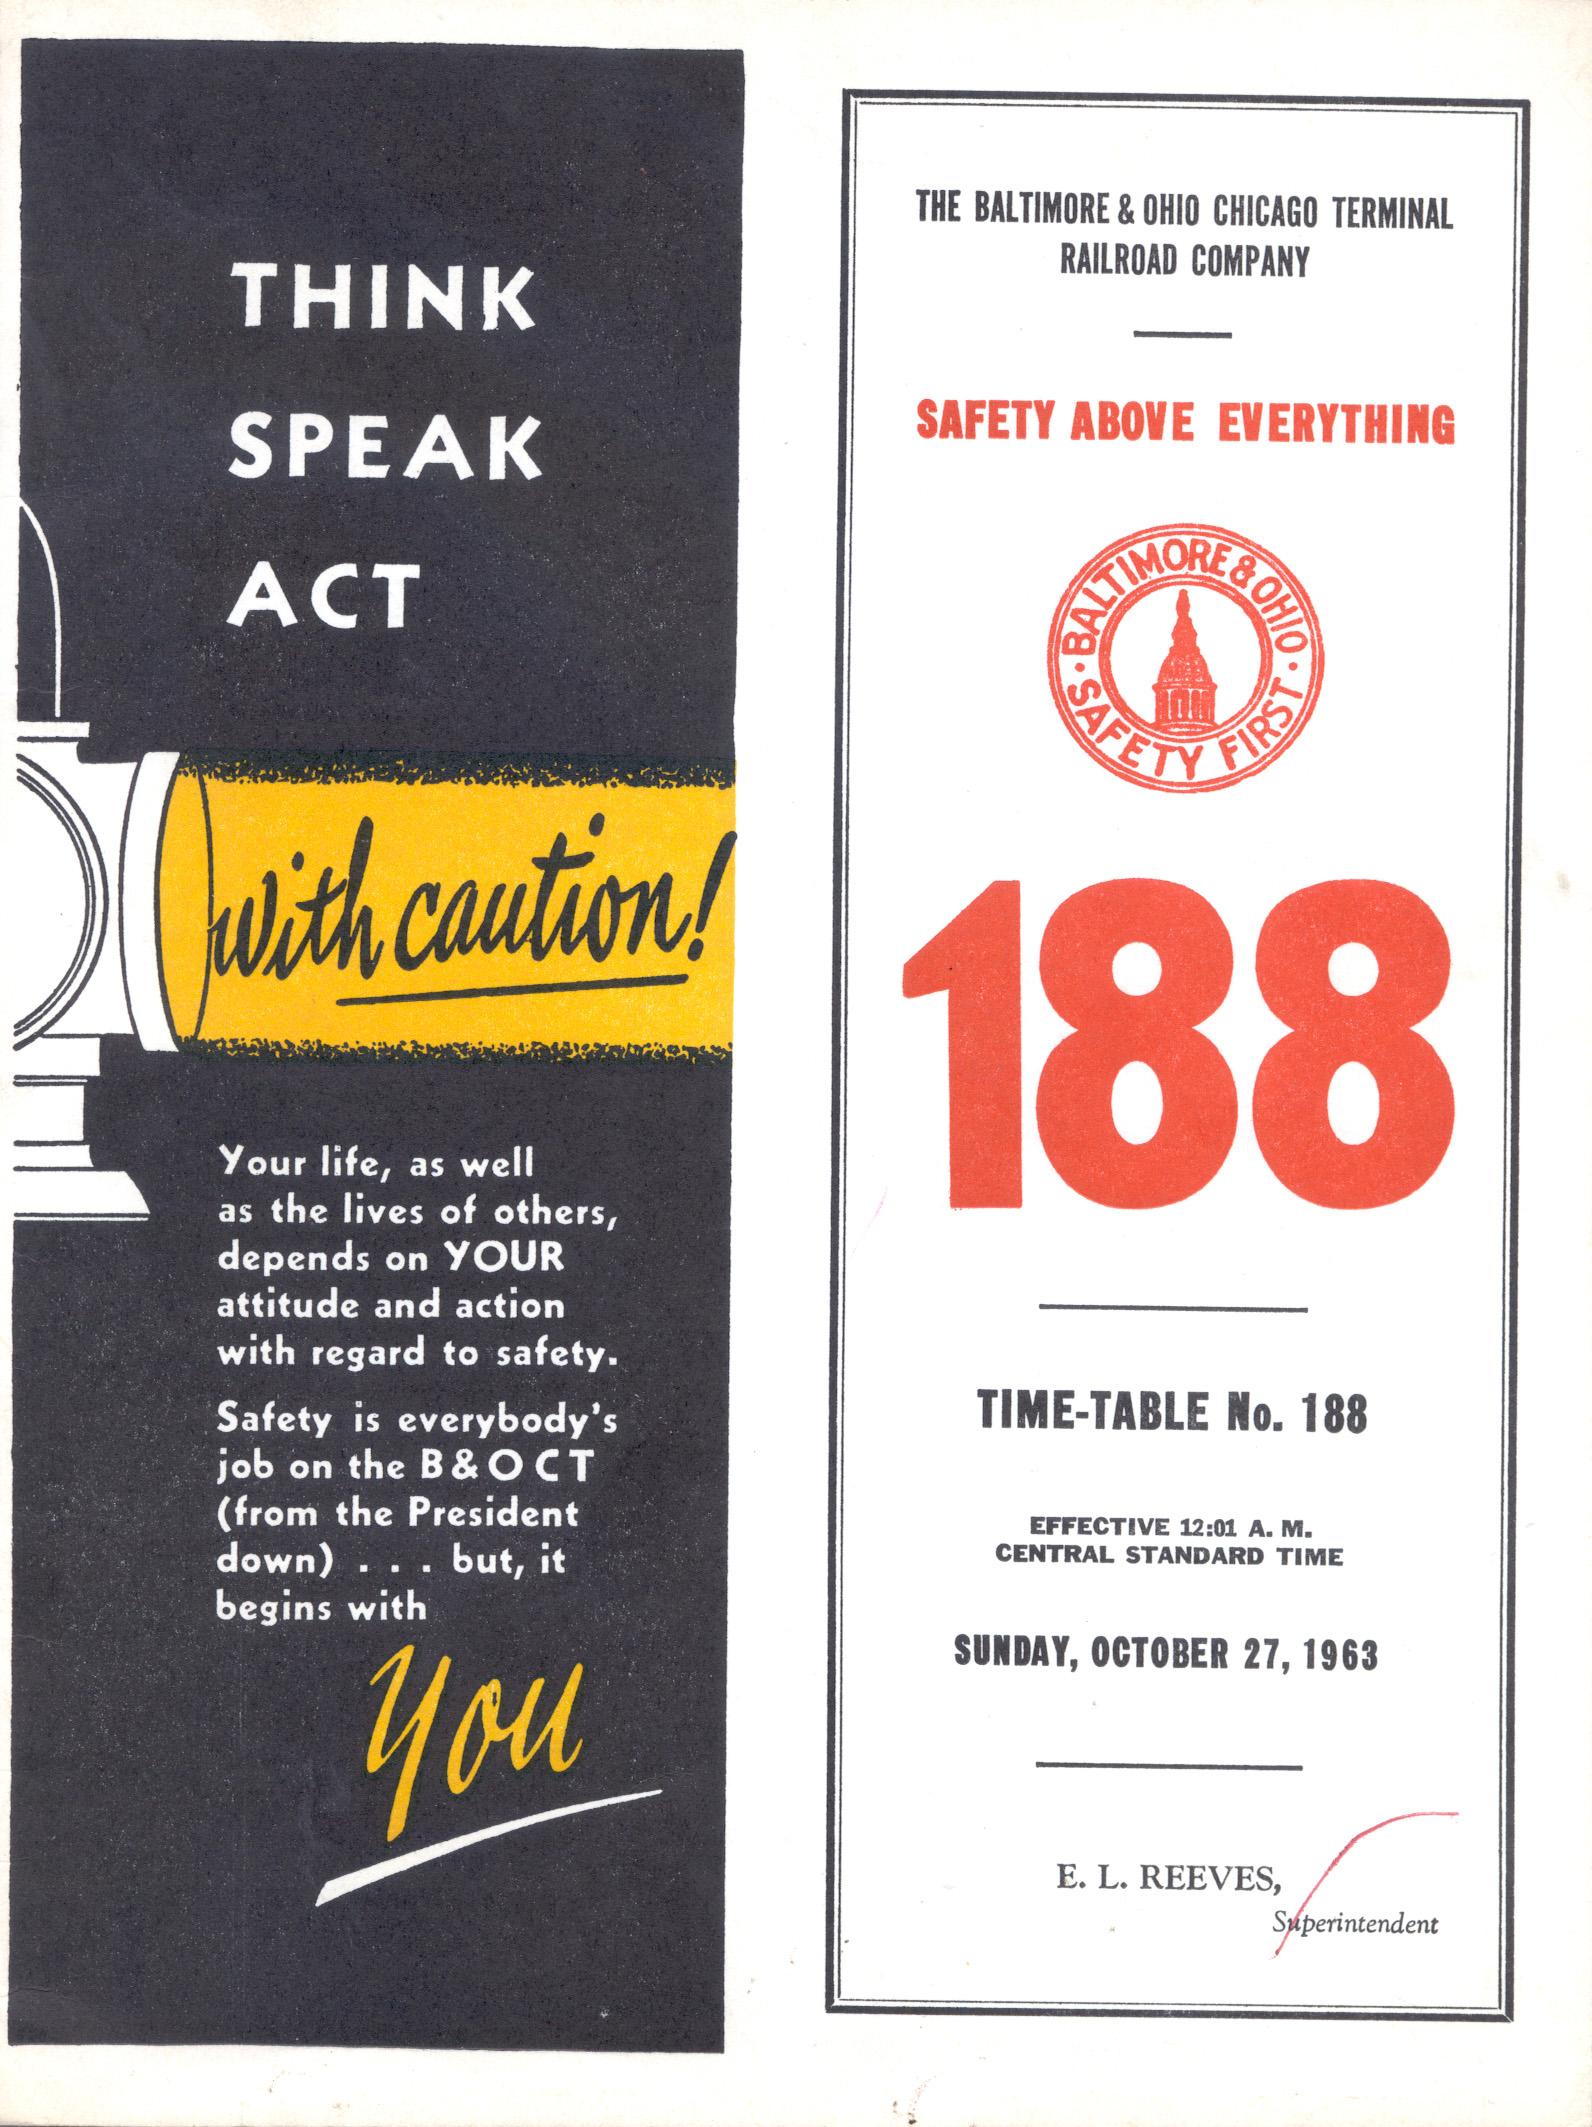 THINK
SPEAK
ACT
with caution!
Your life, as well
as the lives of others,
depends on YOUR
attitude and action
with regard to safety.
Safety is everybody's
job on the B & O C T
(from the President
down) . . . but, it
begins with
You
THE BALTIMORE & OHIO CHICAGO TERMINAL
RAILROAD COMPANY
SAFETY ABOVE EVERYTHING
BALTIMORE & OHIO
SAFETY FIRST
188
TIME-TABLE No. 188
EFFECTIVE 12:01 A. M.
CENTRAL STANDARD TIME
SUNDAY, OCTOBER 27, 1963
E. L. REEVES,
Superintendent